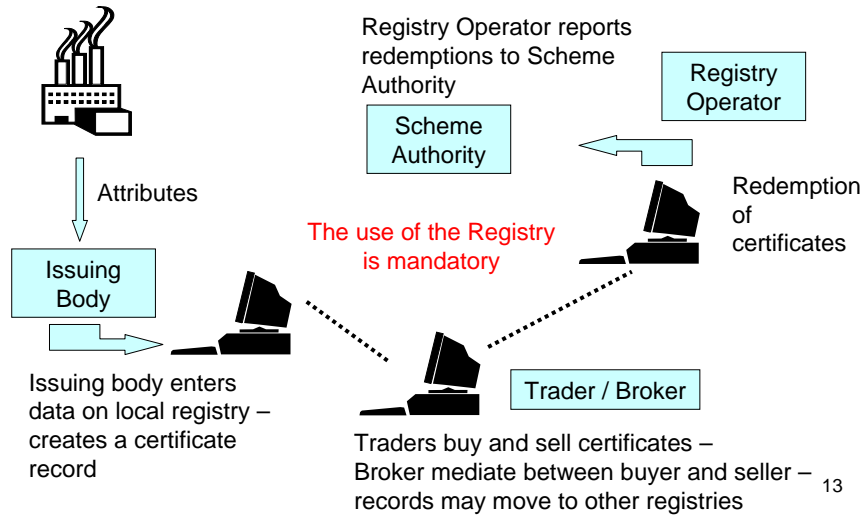 Registry Operator reports
redemptions to Scheme
Authority
Registry
Operator
Scheme
Authority
Attributes
Redemption
of
certificates
The use of the Registry
is mandatory
Issuing
Body
Issuing body enters
data on local registry –
creates a certificate
record
Trader / Broker
Traders buy and sell certificates –
Broker mediate between buyer and seller –
records may move to other registries
13